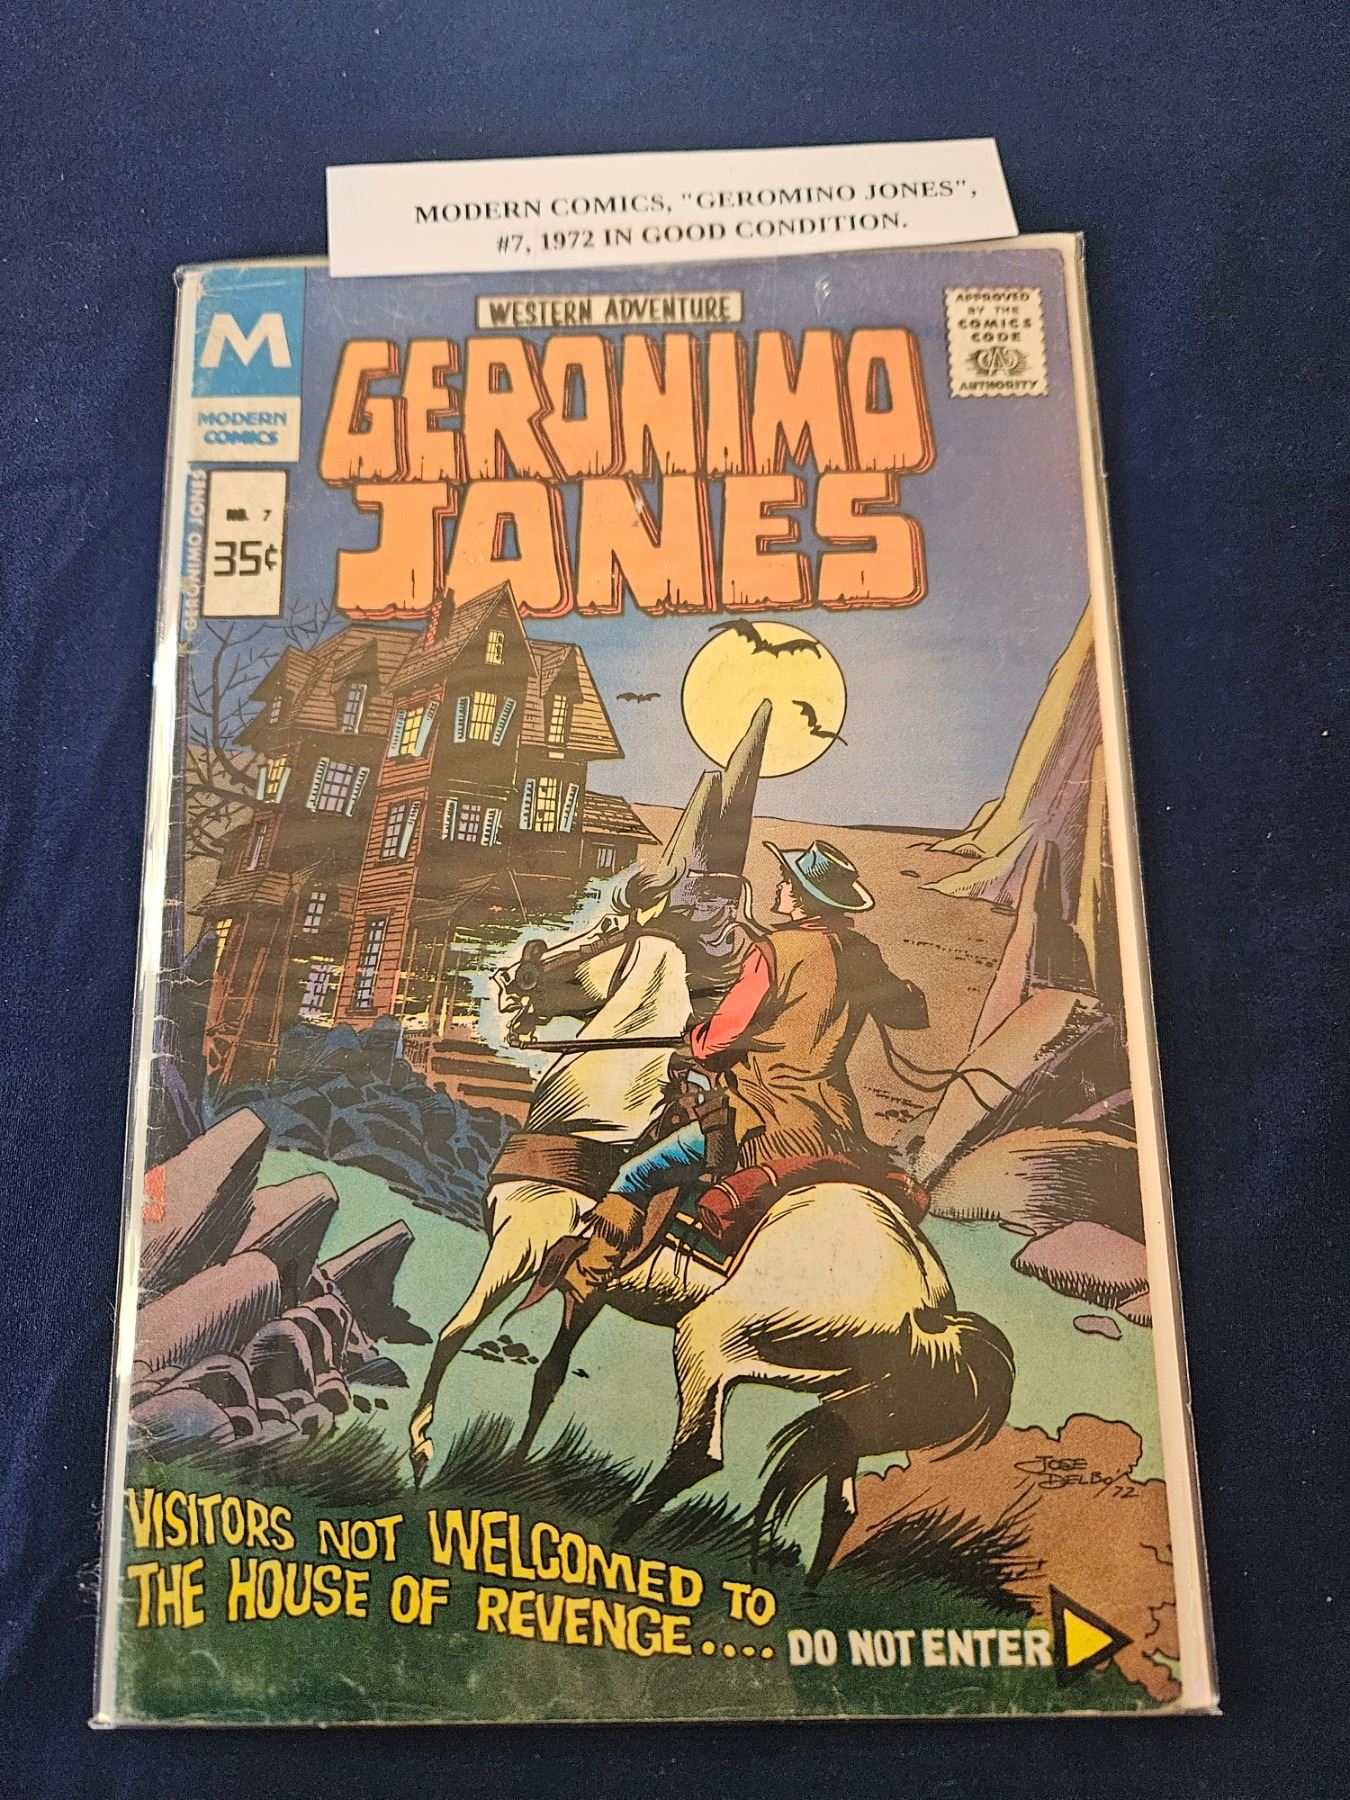 MODERN COMICS, "GEROMINO JONES",
#7, 1972 IN GOOD CONDITION.
M
MODERN
COMICS
WESTERN ADVENTURE
APPROVED
BY THE
COMICS
CODE
CA
AUTHORITY
GERONIMO
JONES
GERONIMO JONES
NO. 7
35¢
JOSE
DELBO/72
VISITORS NOT WELCOMED TO
THE HOUSE OF REVENGE....
DO NOT ENTER